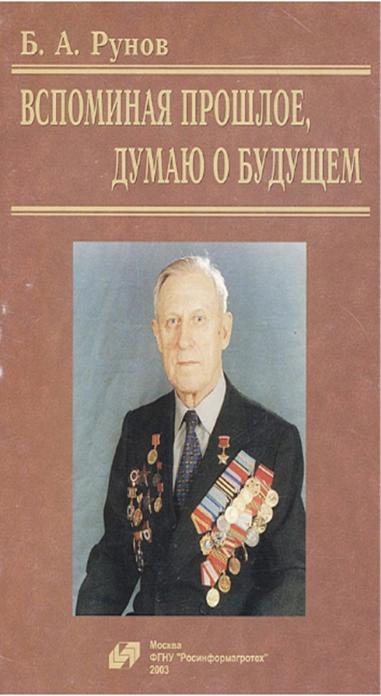 Б. А. Рунов
ВСПОМИНАЯ ПРОШЛОЕ,
ДУМАЮ О БУДУЩЕМ
Москва
ФГНУ "Росинформагротех"
2003